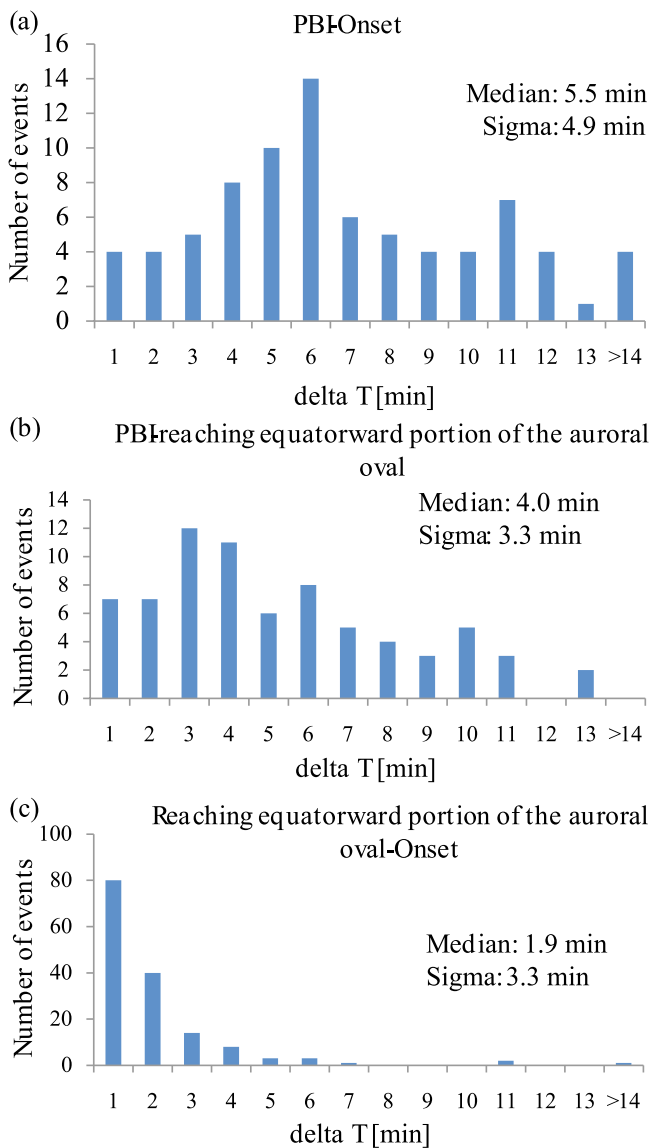 (a)
PBI-Onset
Median: 5.5 min
Sigma: 4.9 min
Number of events
16
14
12
10
8
6
4
2
0
1 2 3 4 5 6 7 8 9 10 11 12 13 >14
delta T [min]
(b)
PBI-reaching equatorward portion of the auroral
oval
Median: 4.0 min
Sigma: 3.3 min
Number of events
14
12
10
8
6
4
2
0
1 2 3 4 5 6 7 8 9 10 11 12 13 >14
delta T [min]
(c)
Reaching equatorward portion of the auroral
oval-Onset
Median: 1.9 min
Sigma: 3.3 min
Number of events
100
80
60
40
20
0
1 2 3 4 5 6 7 8 9 10 11 12 13 >14
delta T [min]